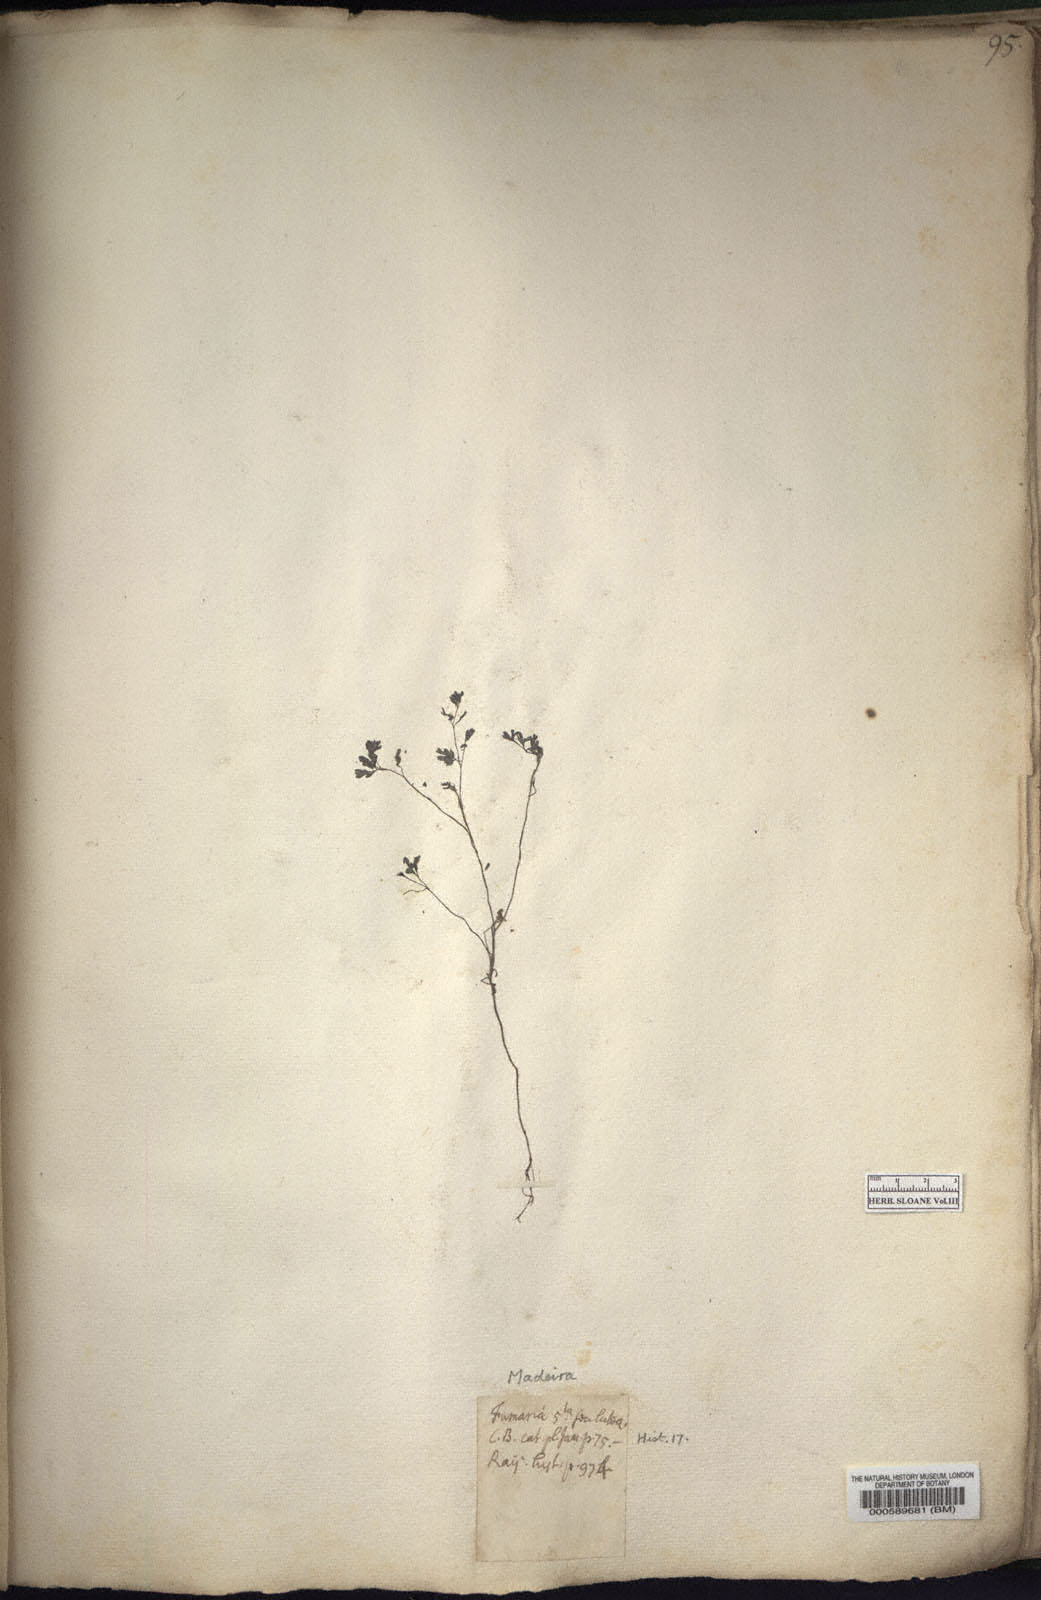 95.
mm 1 2 3
HERB. SLOANE Vol.III
Madeira
Fumaria 5ta seu lutea.
C.B. cat. pl. Jam. p. 75. –
Hist. 17.
Raij. hist. p. 974
THE NATURAL HISTORY MUSEUM, LONDON
DEPARTMENT OF BOTANY
000589681 (BM)